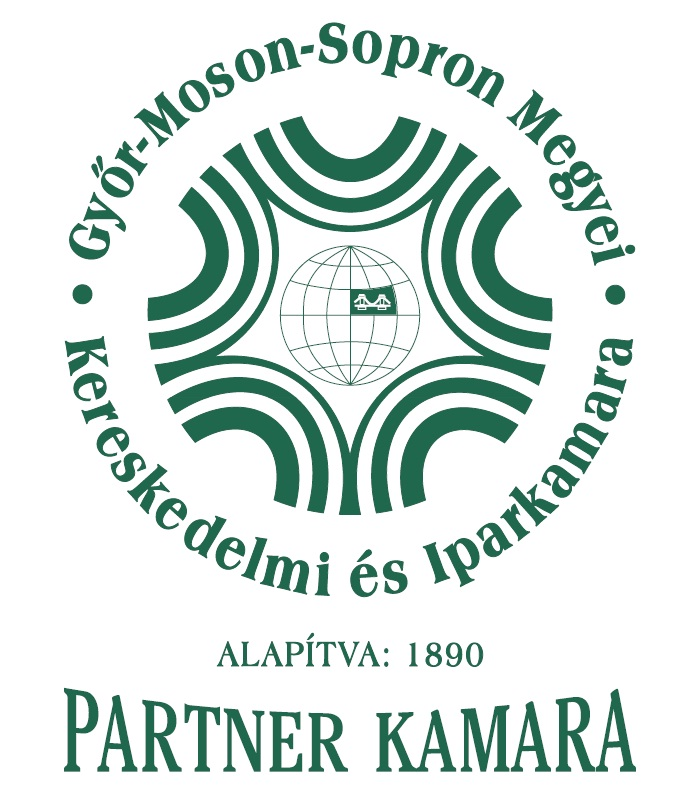 Győr-Moson-Sopron Megyei
Kereskedelmi és Iparkamara
ALAPÍTVA: 1890
PARTNER KAMARA